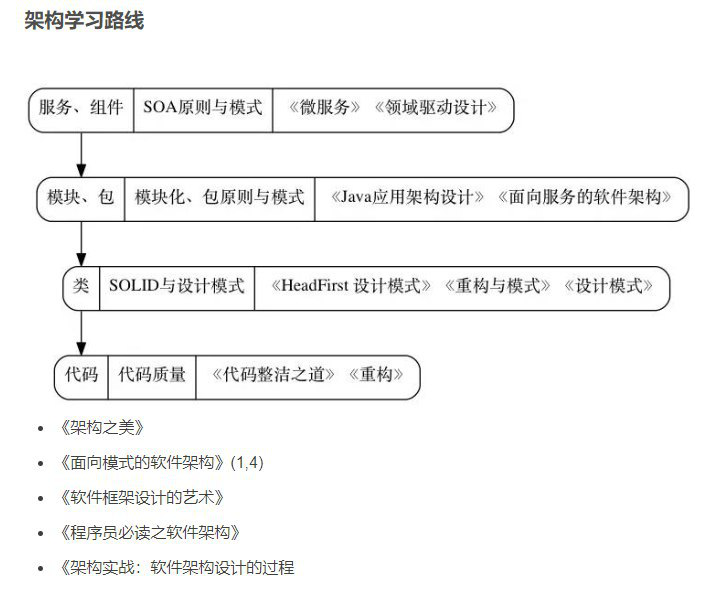 架构学习路线
服务、组件 SOA原则与模式 《微服务》《领域驱动设计》
模块、包 模块化、包原则与模式 《Java应用架构设计》《面向服务的软件架构》
类 SOLID与设计模式 《HeadFirst 设计模式》《重构与模式》《设计模式》
代码 代码质量 《代码整洁之道》《重构》
《架构之美》
《面向模式的软件架构》(1,4)
《软件框架设计的艺术》
《程序员必读之软件架构》
《架构实战：软件架构设计的过程